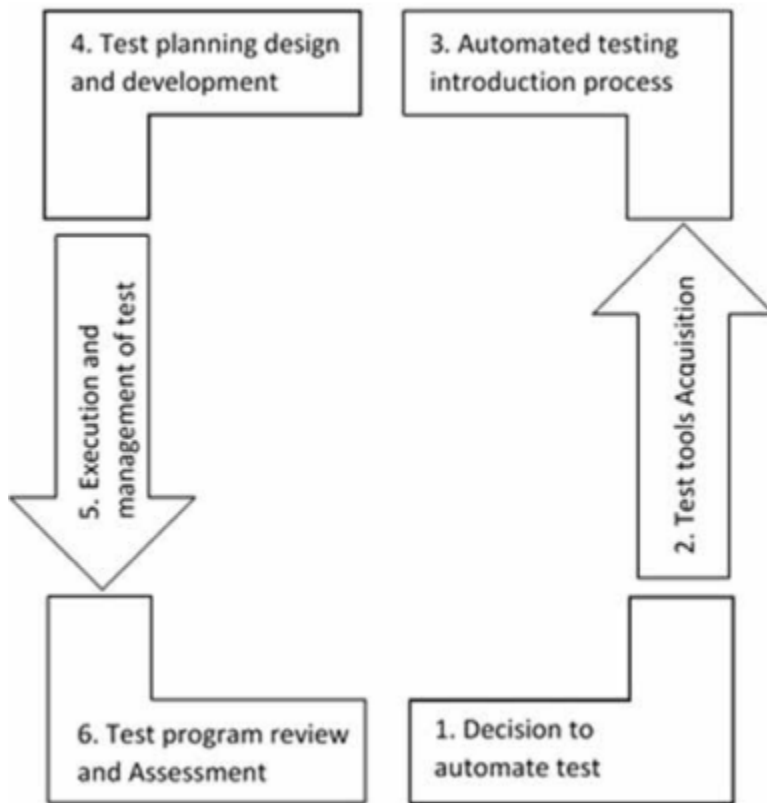 4. Test planning design
and development
3. Automated testing
introduction process
5. Execution and
management of test
2. Test tools Acquisition
6. Test program review
and Assessment
1. Decision to
automate test